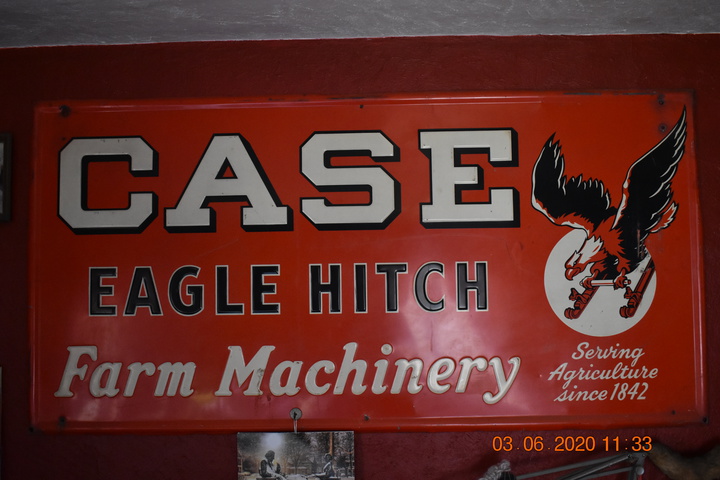 CASE
EAGLE HITCH
Farm Machinery
Serving
Agriculture
since 1842
03.06.2020 11:33